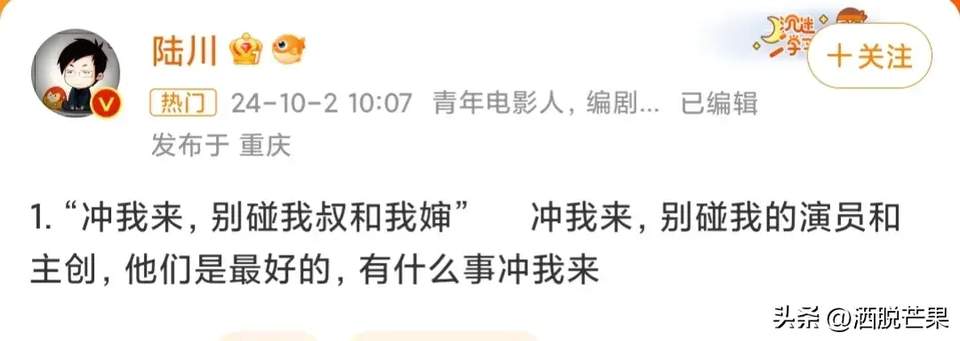 陆川
沉迷
学习
十关注
热门 24-10-2 10:07 青年电影人，编剧... 已编辑
发布于 重庆
1. “冲我来，别碰我叔和我婶” 冲我来，别碰我的演员和
主创，他们是最好的，有什么事冲我来
头条 @洒脱芒果